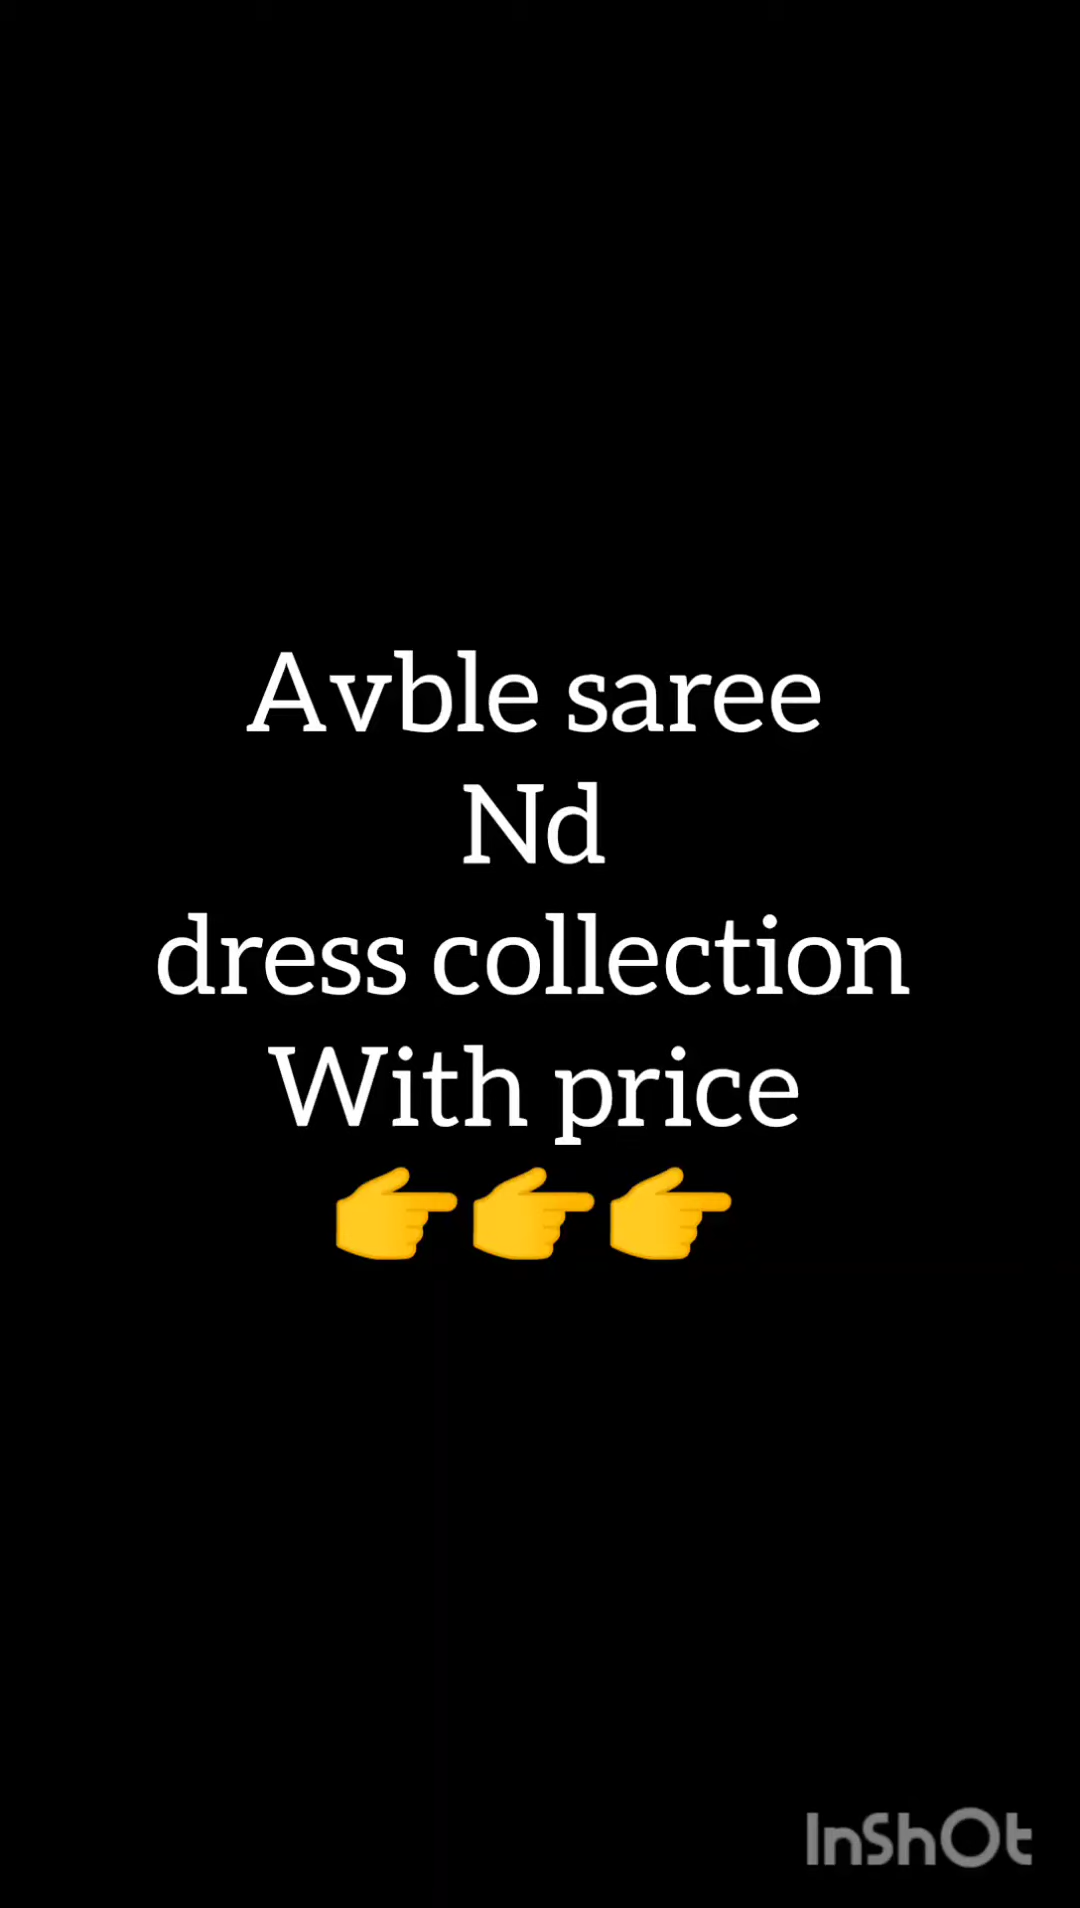 Avble saree
Nd
dress collection
With price
👉👉👉
InShOt